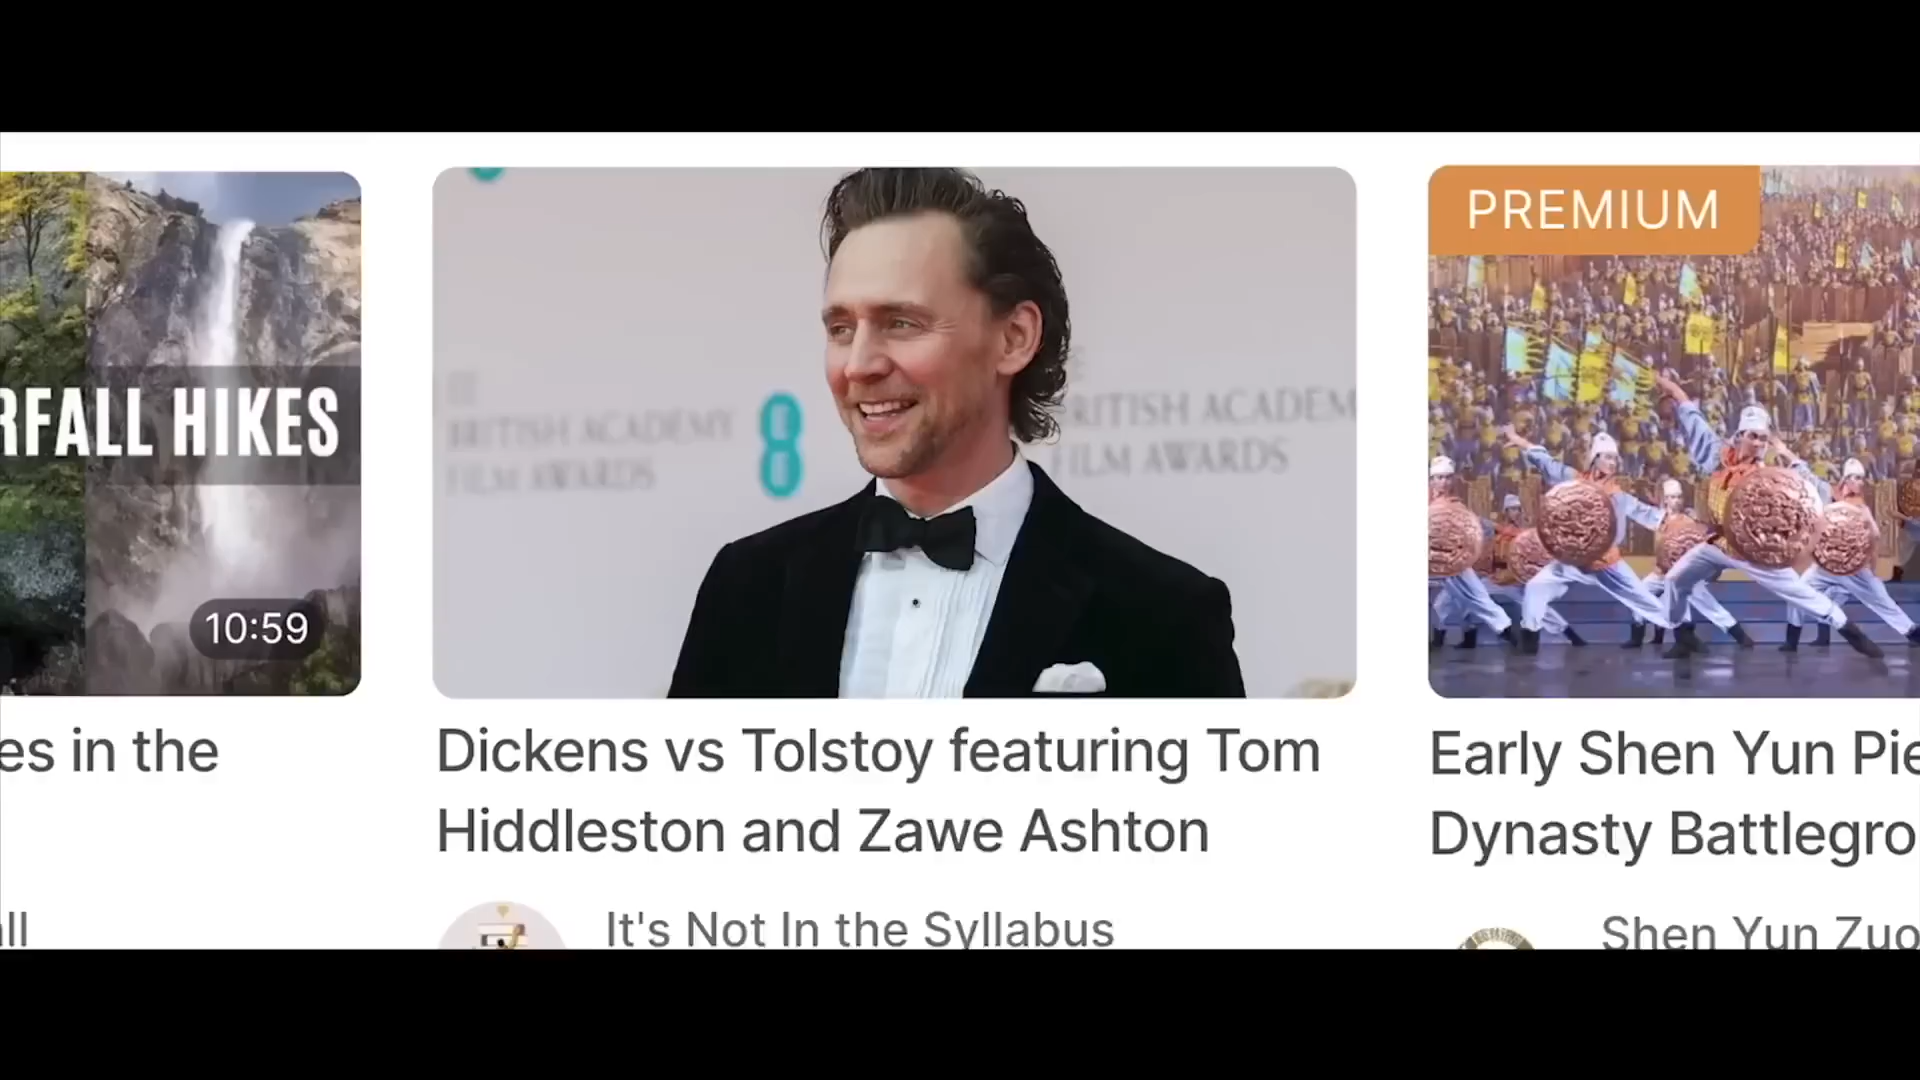 RFALL HIKES
10:59
es in the
ll
BRITISH ACADEMY
FILM AWARDS
EE
RITISH ACADEM
ILM AWARDS
Dickens vs Tolstoy featuring Tom
Hiddleston and Zawe Ashton
It's Not In the Syllabus
PREMIUM
Early Shen Yun Pie
Dynasty Battlegro
Shen Yun Zuo